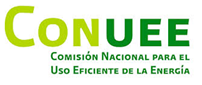 CONUEE
COMISIÓN NACIONAL PARA EL
USO EFICIENTE DE LA ENERGÍA